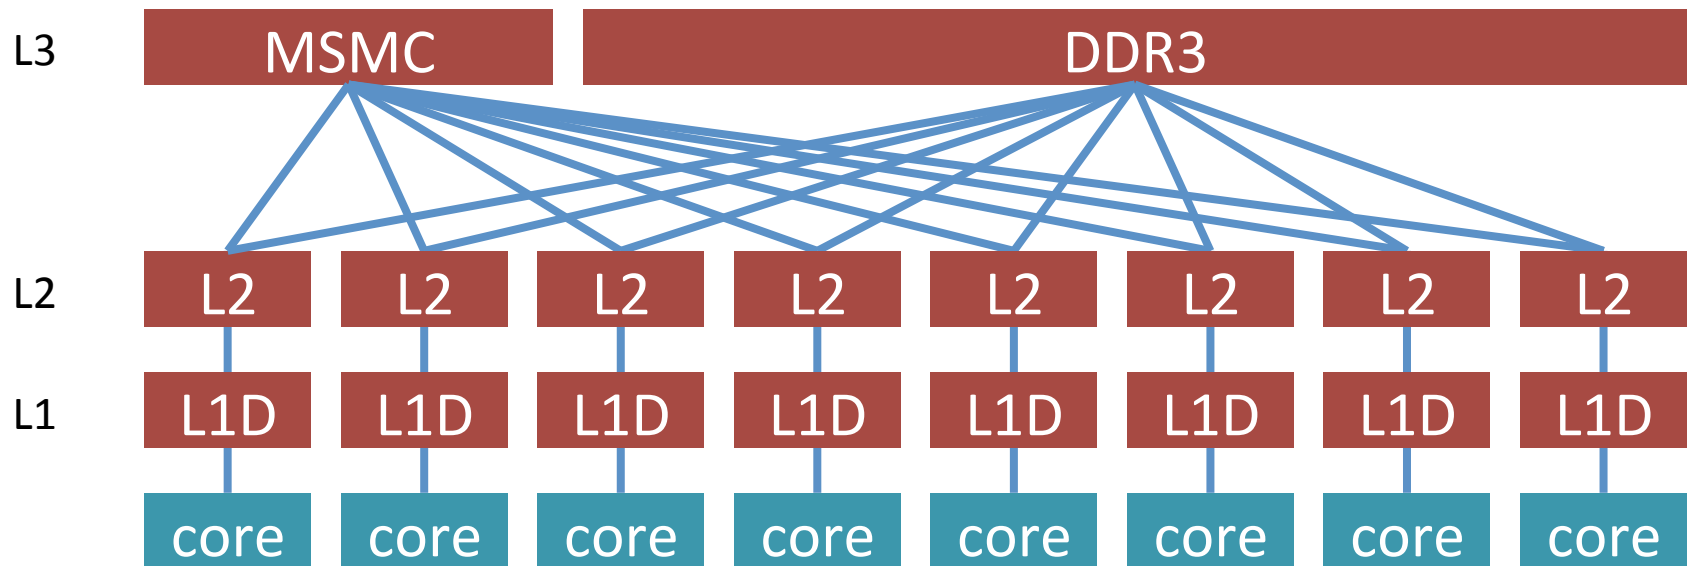 L3 MSMC DDR3
L2 L2 L2 L2 L2 L2 L2 L2 L2
L1 L1D L1D L1D L1D L1D L1D L1D L1D
core core core core core core core core